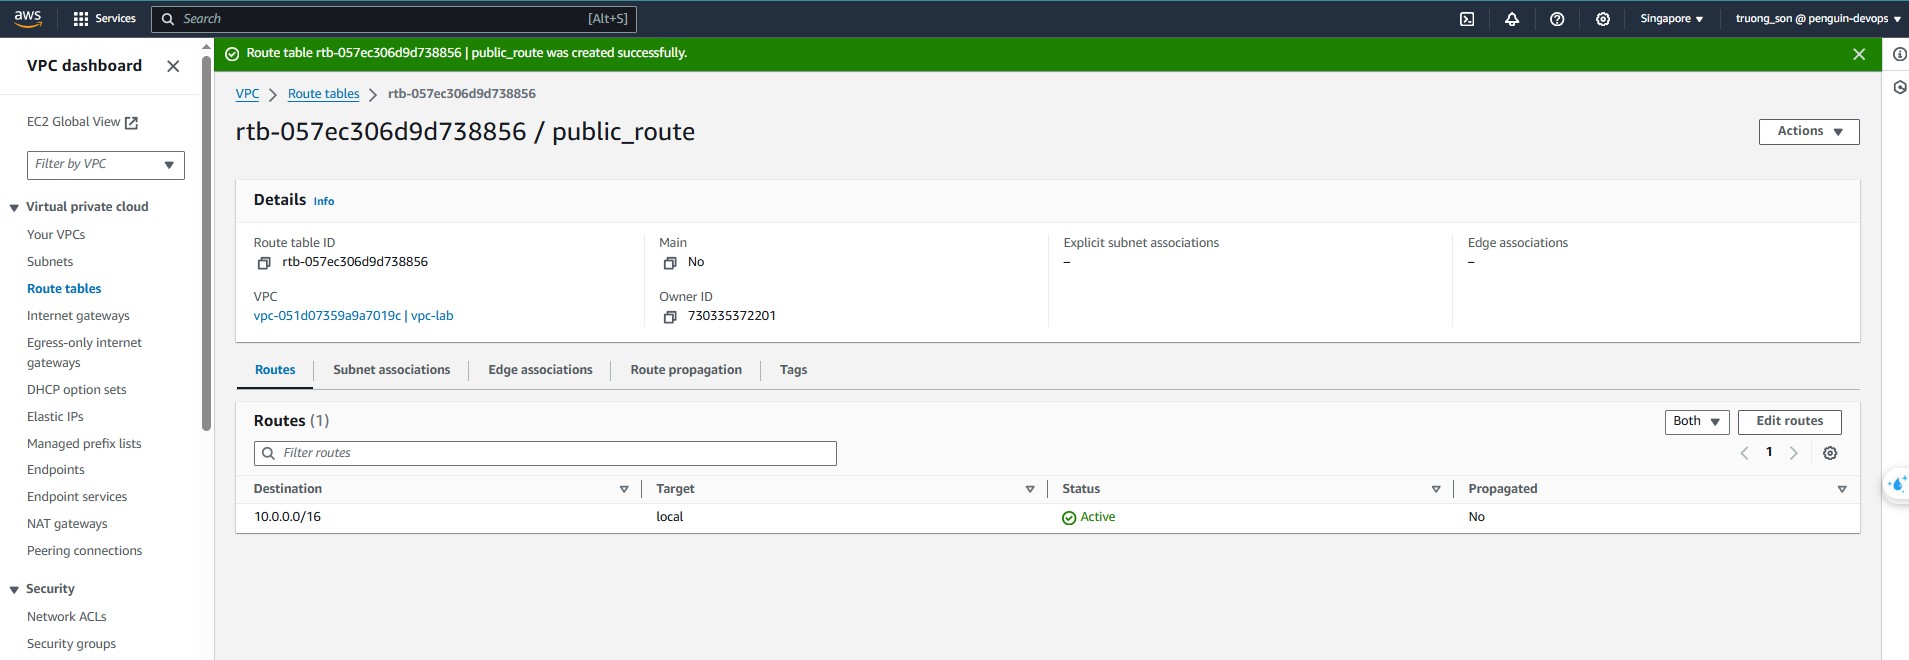 aws Services Search [Alt+S] Singapore truong_son @ penguin-devops
VPC dashboard
EC2 Global View
Filter by VPC
Virtual private cloud
Your VPCs
Subnets
Route tables
Internet gateways
Egress-only internet
gateways
DHCP option sets
Elastic IPs
Managed prefix lists
Endpoints
Endpoint services
NAT gateways
Peering connections
Security
Network ACLs
Security groups
Route table rtb-057ec306d9d738856 | public_route was created successfully.
VPC > Route tables > rtb-057ec306d9d738856
rtb-057ec306d9d738856 / public_route
Actions
Details Info
Route table ID
rtb-057ec306d9d738856
Main
No
Explicit subnet associations
–
Edge associations
–
VPC
vpc-051d07359a9a7019c | vpc-lab
Owner ID
730335372201
Routes Subnet associations Edge associations Route propagation Tags
Routes (1)
Both
Edit routes
Filter routes
1
Destination Target Status Propagated
10.0.0.0/16 local Active No